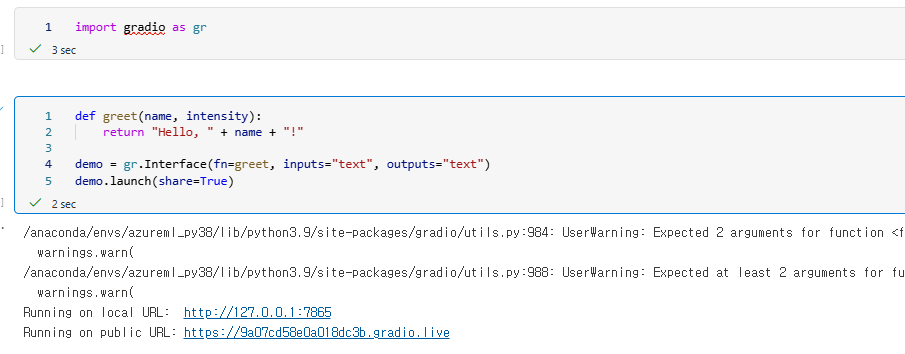 1 import gradio as gr
3 sec
1 def greet(name, intensity):
2 return "Hello, " + name + "!"
3
4 demo = gr.Interface(fn=greet, inputs="text", outputs="text")
5 demo.launch(share=True)
2 sec
/anaconda/envs/azureml_py38/lib/python3.9/site-packages/gradio/utils.py:984: UserWarning: Expected 2 arguments for function <f
warnings.warn(
/anaconda/envs/azureml_py38/lib/python3.9/site-packages/gradio/utils.py:988: UserWarning: Expected at least 2 arguments for fu
warnings.warn(
Running on local URL: http://127.0.0.1:7865
Running on public URL: https://9a07cd58e0a018dc3b.gradio.live